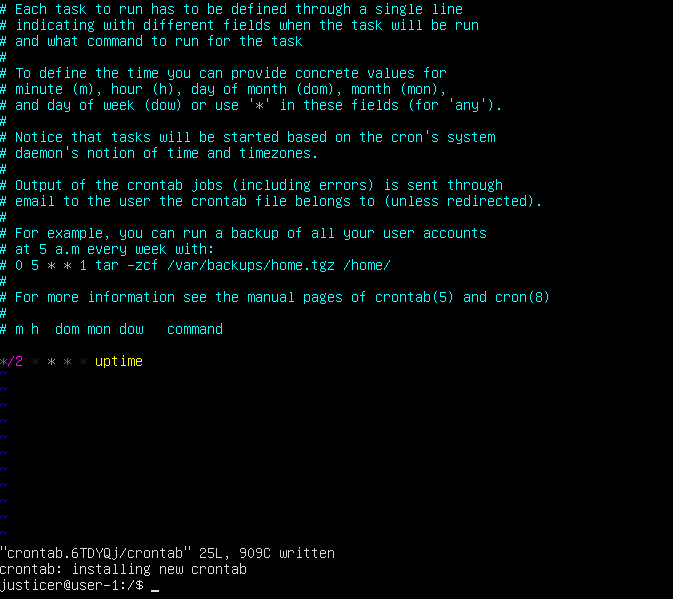 # Each task to run has to be defined through a single line
# indicating with different fields when the task will be run
# and what command to run for the task
#
# To define the time you can provide concrete values for
# minute (m), hour (h), day of month (dom), month (mon),
# and day of week (dow) or use '*' in these fields (for 'any').
#
# Notice that tasks will be started based on the cron's system
# daemon's notion of time and timezones.
#
# Output of the crontab jobs (including errors) is sent through
# email to the user the crontab file belongs to (unless redirected).
#
# For example, you can run a backup of all your user accounts
# at 5 a.m every week with:
# 0 5 * * 1 tar -zcf /var/backups/home.tgz /home/
#
# For more information see the manual pages of crontab(5) and cron(8)
#
# m h  dom mon dow   command

*/2 * * * * uptime
~
~
~
~
~
~
~
~
~
~
~
"crontab.6TDYQj/crontab" 25L, 909C written
crontab: installing new crontab
justicer@user-1:/$ _